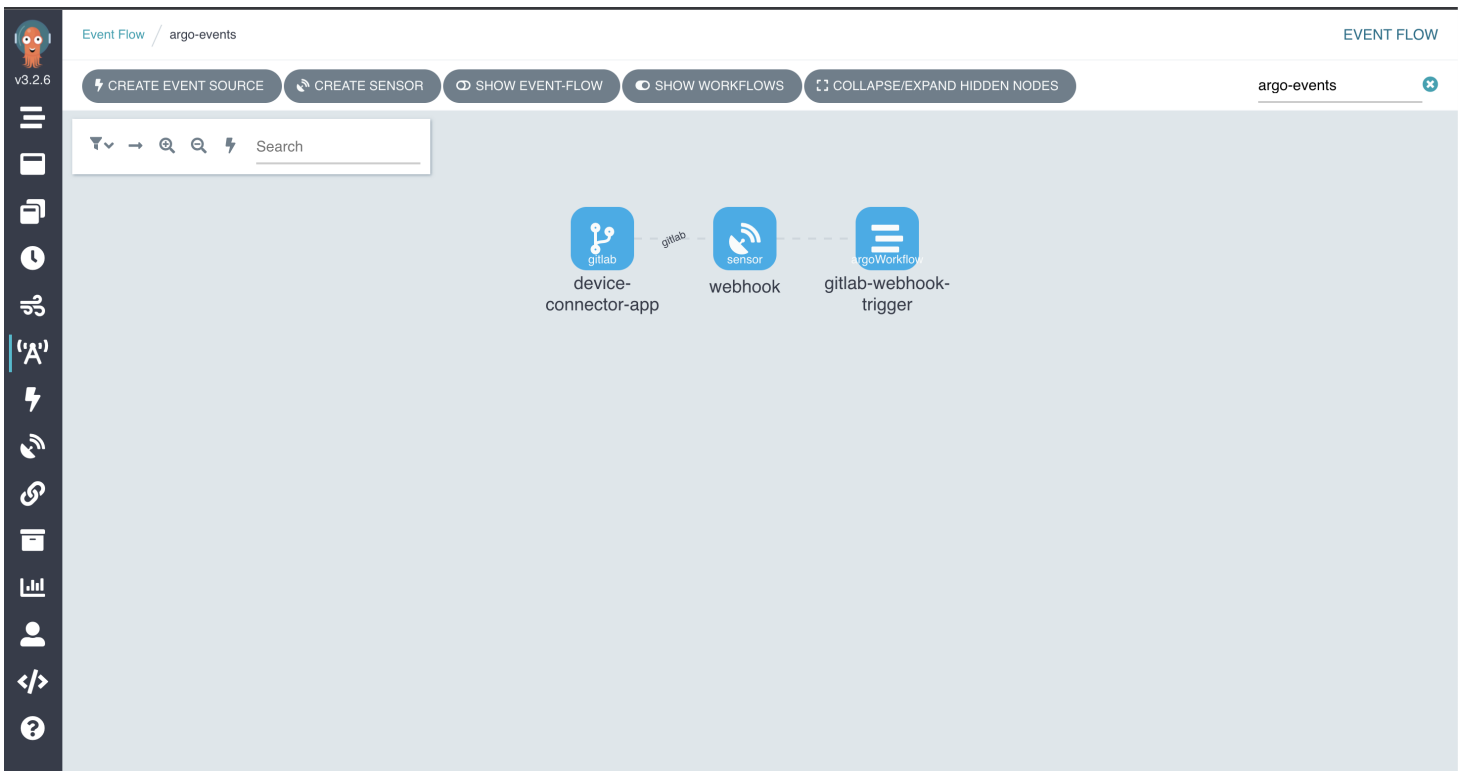 Event Flow / argo-events
EVENT FLOW
v3.2.6
CREATE EVENT SOURCE
CREATE SENSOR
SHOW EVENT-FLOW
SHOW WORKFLOWS
COLLAPSE/EXPAND HIDDEN NODES
argo-events
Search
gitlab
gitlab
sensor
argoWorkflow
device-
connector-app
webhook
gitlab-webhook-
trigger